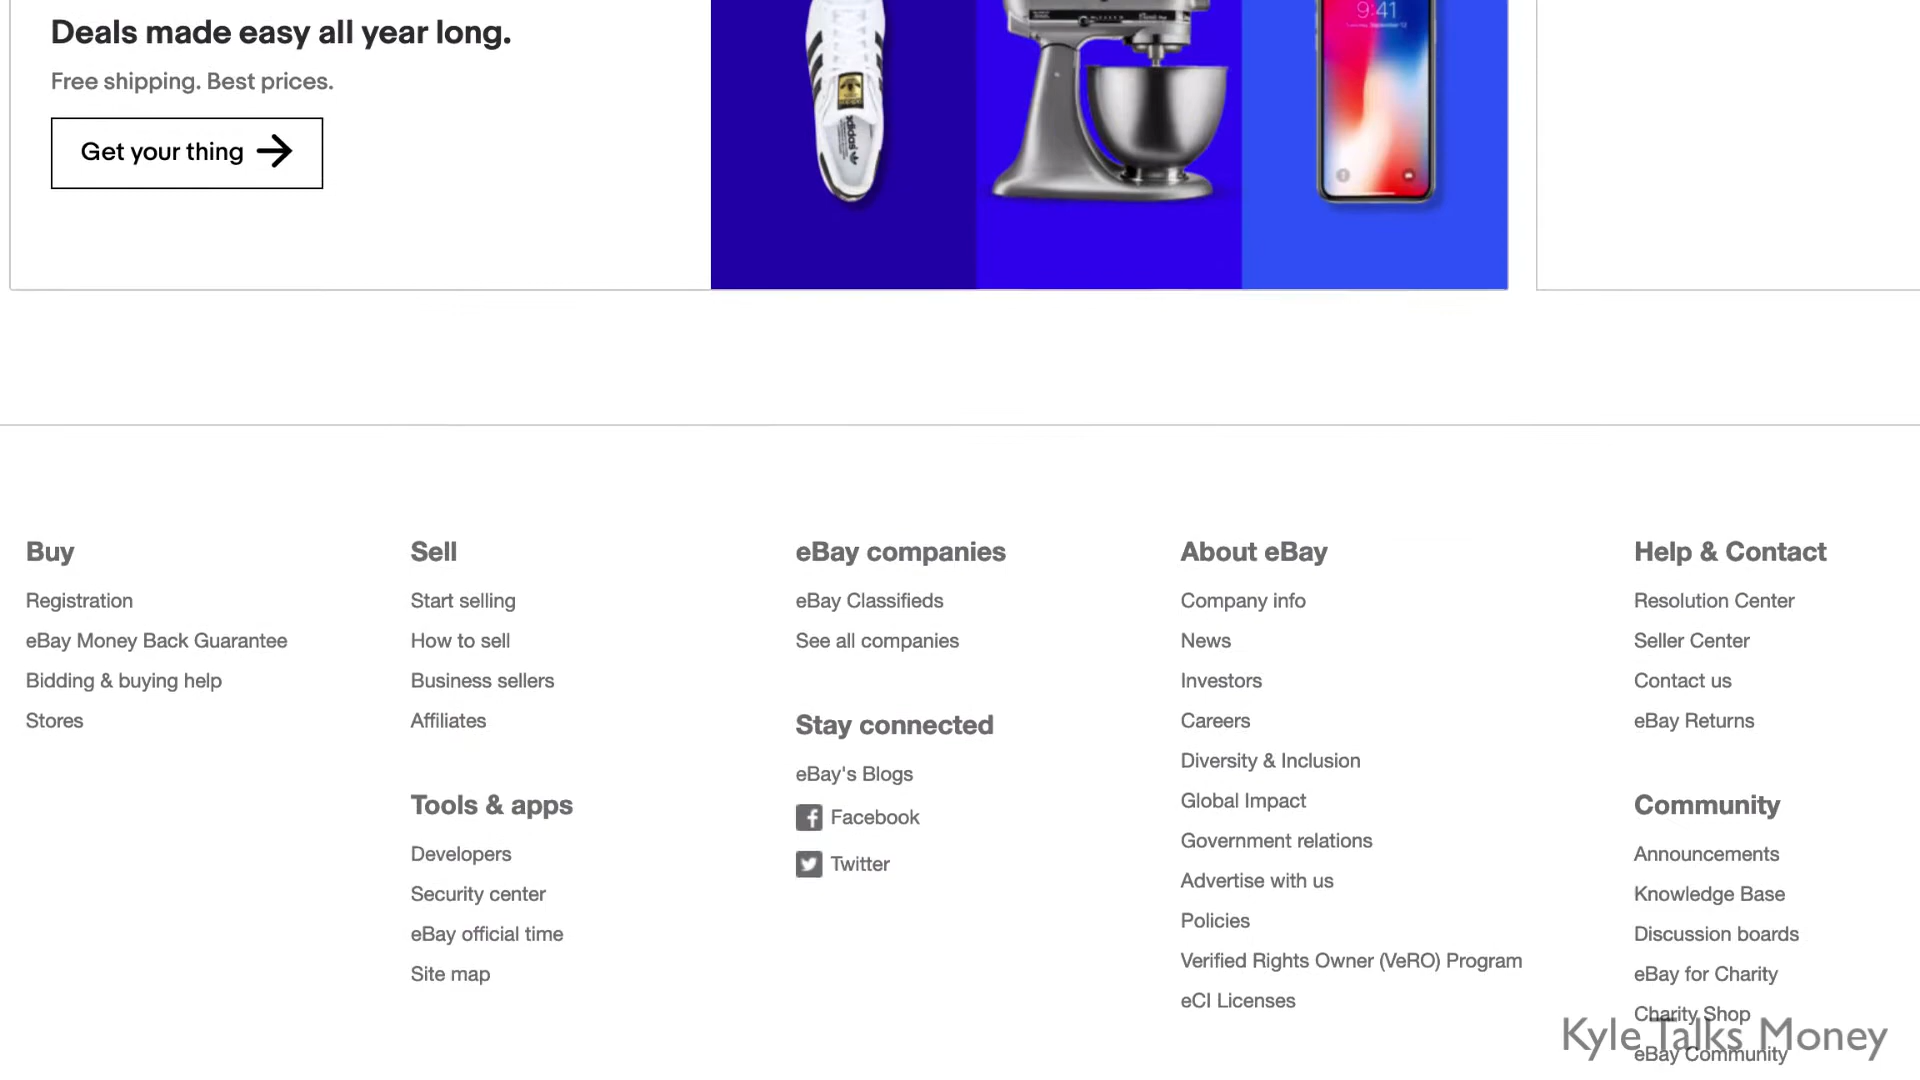 Deals made easy all year long.
Free shipping. Best prices.
Get your thing
9:41
adidas
Buy
Registration
eBay Money Back Guarantee
Bidding & buying help
Stores
Sell
Start selling
How to sell
Business sellers
Affiliates
Tools & apps
Developers
Security center
eBay official time
Site map
eBay companies
eBay Classifieds
See all companies
Stay connected
eBay's Blogs
Facebook
Twitter
About eBay
Company info
News
Investors
Careers
Diversity & Inclusion
Global Impact
Government relations
Advertise with us
Policies
Verified Rights Owner (VeRO) Program
eCI Licenses
Help & Contact
Resolution Center
Seller Center
Contact us
eBay Returns
Community
Announcements
Knowledge Base
Discussion boards
eBay for Charity
Charity Shop
eBay Community
Kyle Talks Money